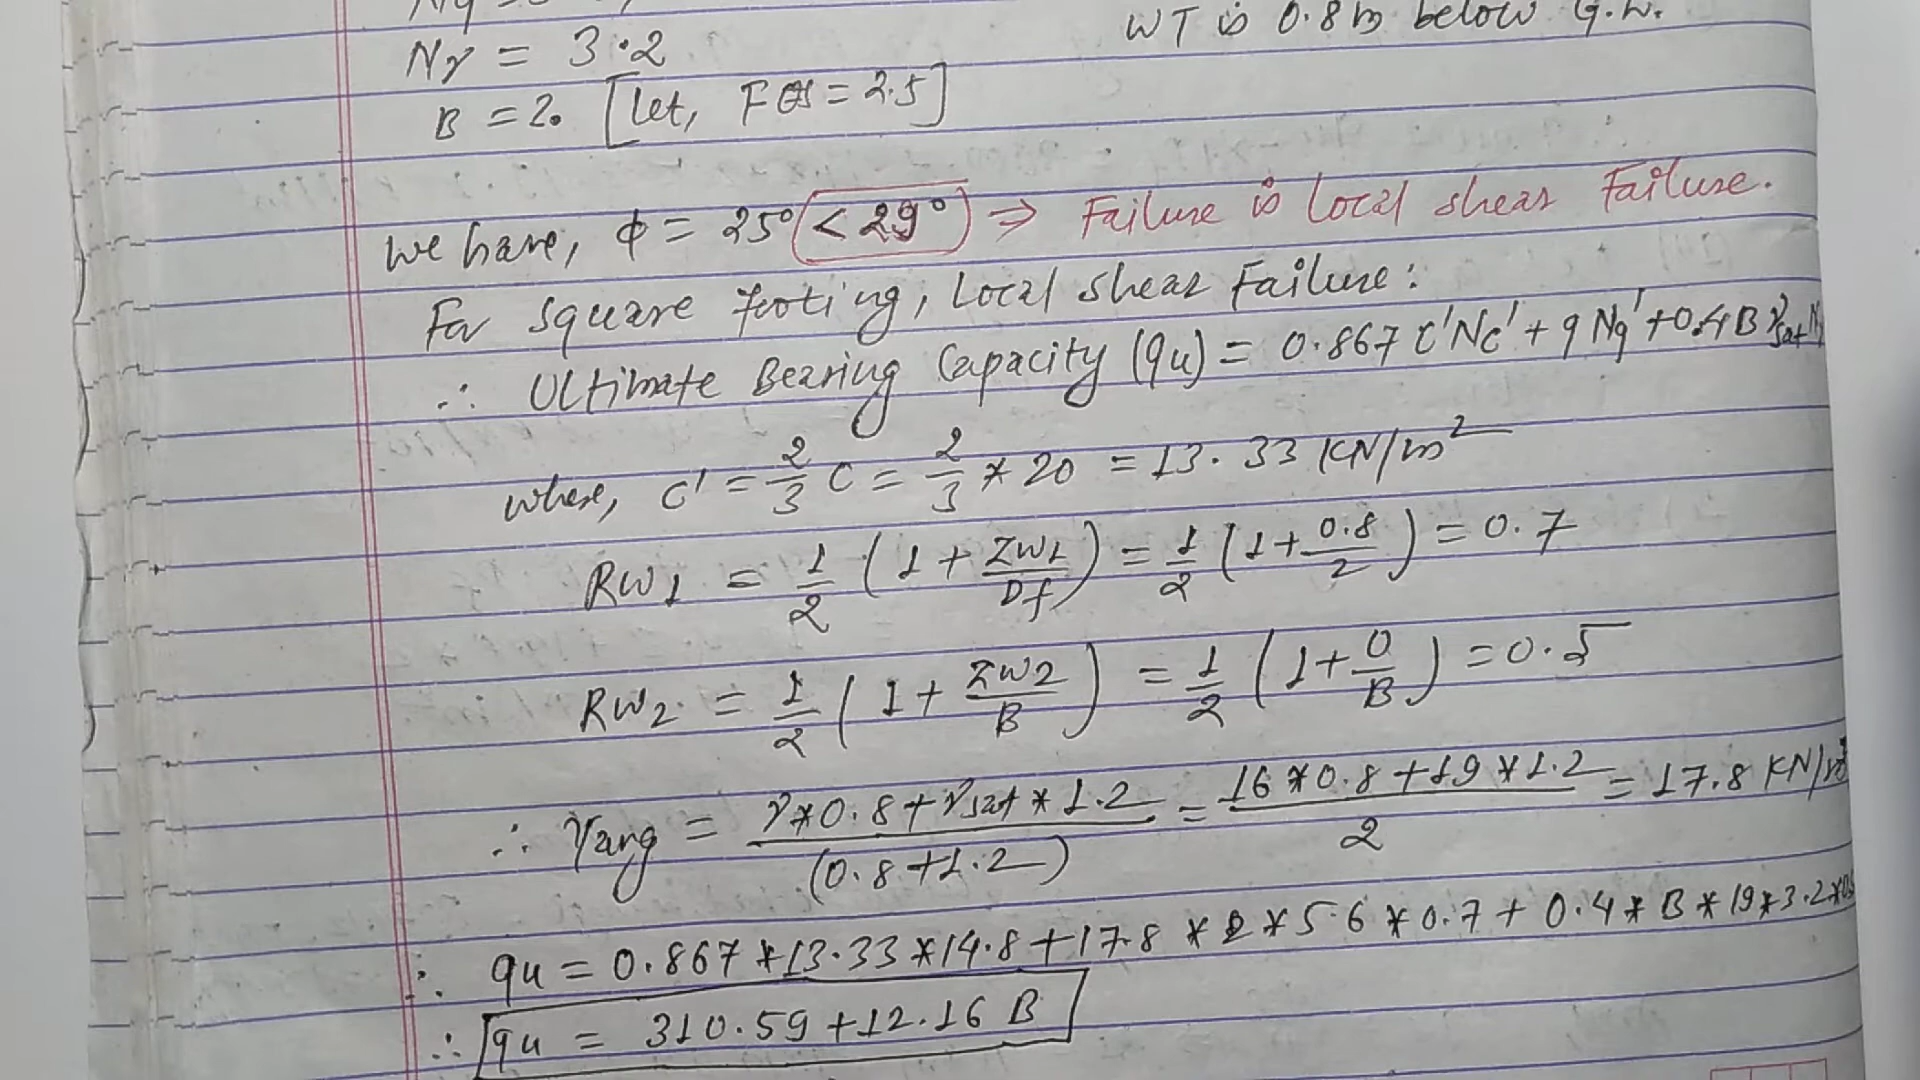 WT is 0.8 m below G.L.
Nγ = 3.2
B = 2. [let, FOS = 2.5]
we have, φ = 25° < 29° ⇒ Failure is local shear Failure.
For square footing, Local shear Failure:
∴ Ultimate Bearing Capacity (qu) = 0.867 C'Nc' + q Nq' + 0.4 B γsat N
where, c' = 2/3 C = 2/3 * 20 = 13.33 KN/m²
RW1 = 1/2 (1 + ZW1/Df) = 1/2 (1 + 0.8/2) = 0.7
RW2 = 1/2 (1 + ZW2/B) = 1/2 (1 + 0/B) = 0.5
∴ γavg = γ*0.8 + γsat * 1.2/(0.8+1.2) = 16*0.8 + 19*1.2/2 = 17.8 KN/m³
∴ qu = 0.867 * 13.33 * 14.8 + 17.8 * 2 * 5.6 * 0.7 + 0.4 * B * 19 * 3.2 *
∴ qu = 310.59 + 12.16 B